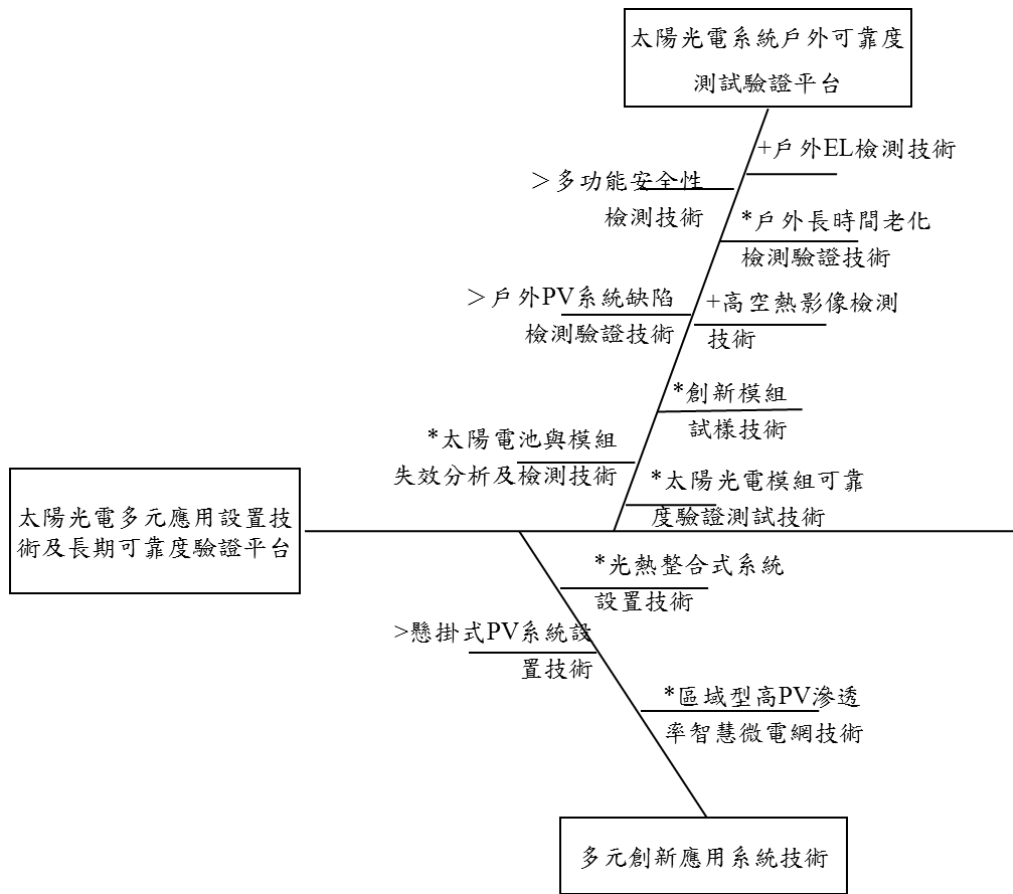 太陽光電系統戶外可靠度
測試驗證平台
+戶外EL檢測技術
＞多功能安全性
檢測技術
*戶外長時間老化
檢測驗證技術
＞戶外PV系統缺陷
檢測驗證技術
+高空熱影像檢測
技術
*創新模組
試樣技術
*太陽電池與模組
失效分析及檢測技術
*太陽光電模組可靠
度驗證測試技術
太陽光電多元應用設置技
術及長期可靠度驗證平台
*光熱整合式系統
設置技術
>懸掛式PV系統設
置技術
*區域型高PV滲透
率智慧微電網技術
多元創新應用系統技術